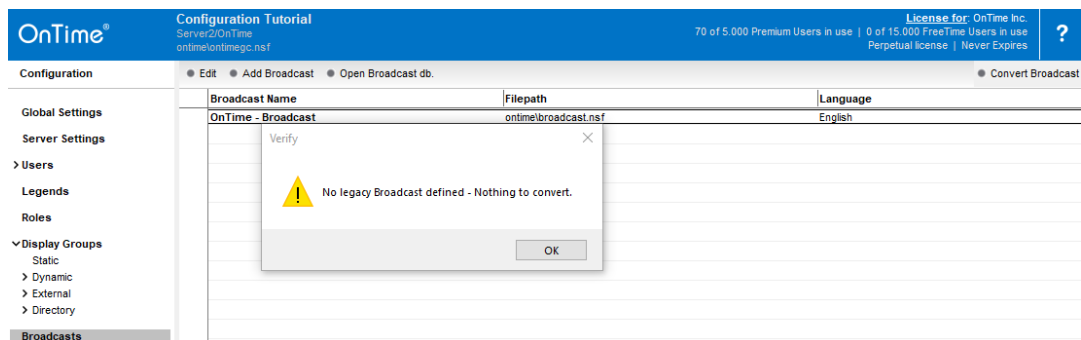 OnTime®
Configuration Tutorial
Server2/OnTime
ontime\ontimegc.nsf
License for: OnTime Inc.
70 of 5.000 Premium Users in use | 0 of 15.000 FreeTime Users in use
Perpetual license | Never Expires
?
Configuration
Edit Add Broadcast Open Broadcast db. Convert Broadcast
Broadcast Name Filepath Language
OnTime - Broadcast ontime\broadcast.nsf English
Global Settings
Server Settings
Users
Legends
Roles
Display Groups
Static
Dynamic
External
Directory
Broadcasts
Verify
No legacy Broadcast defined - Nothing to convert.
OK